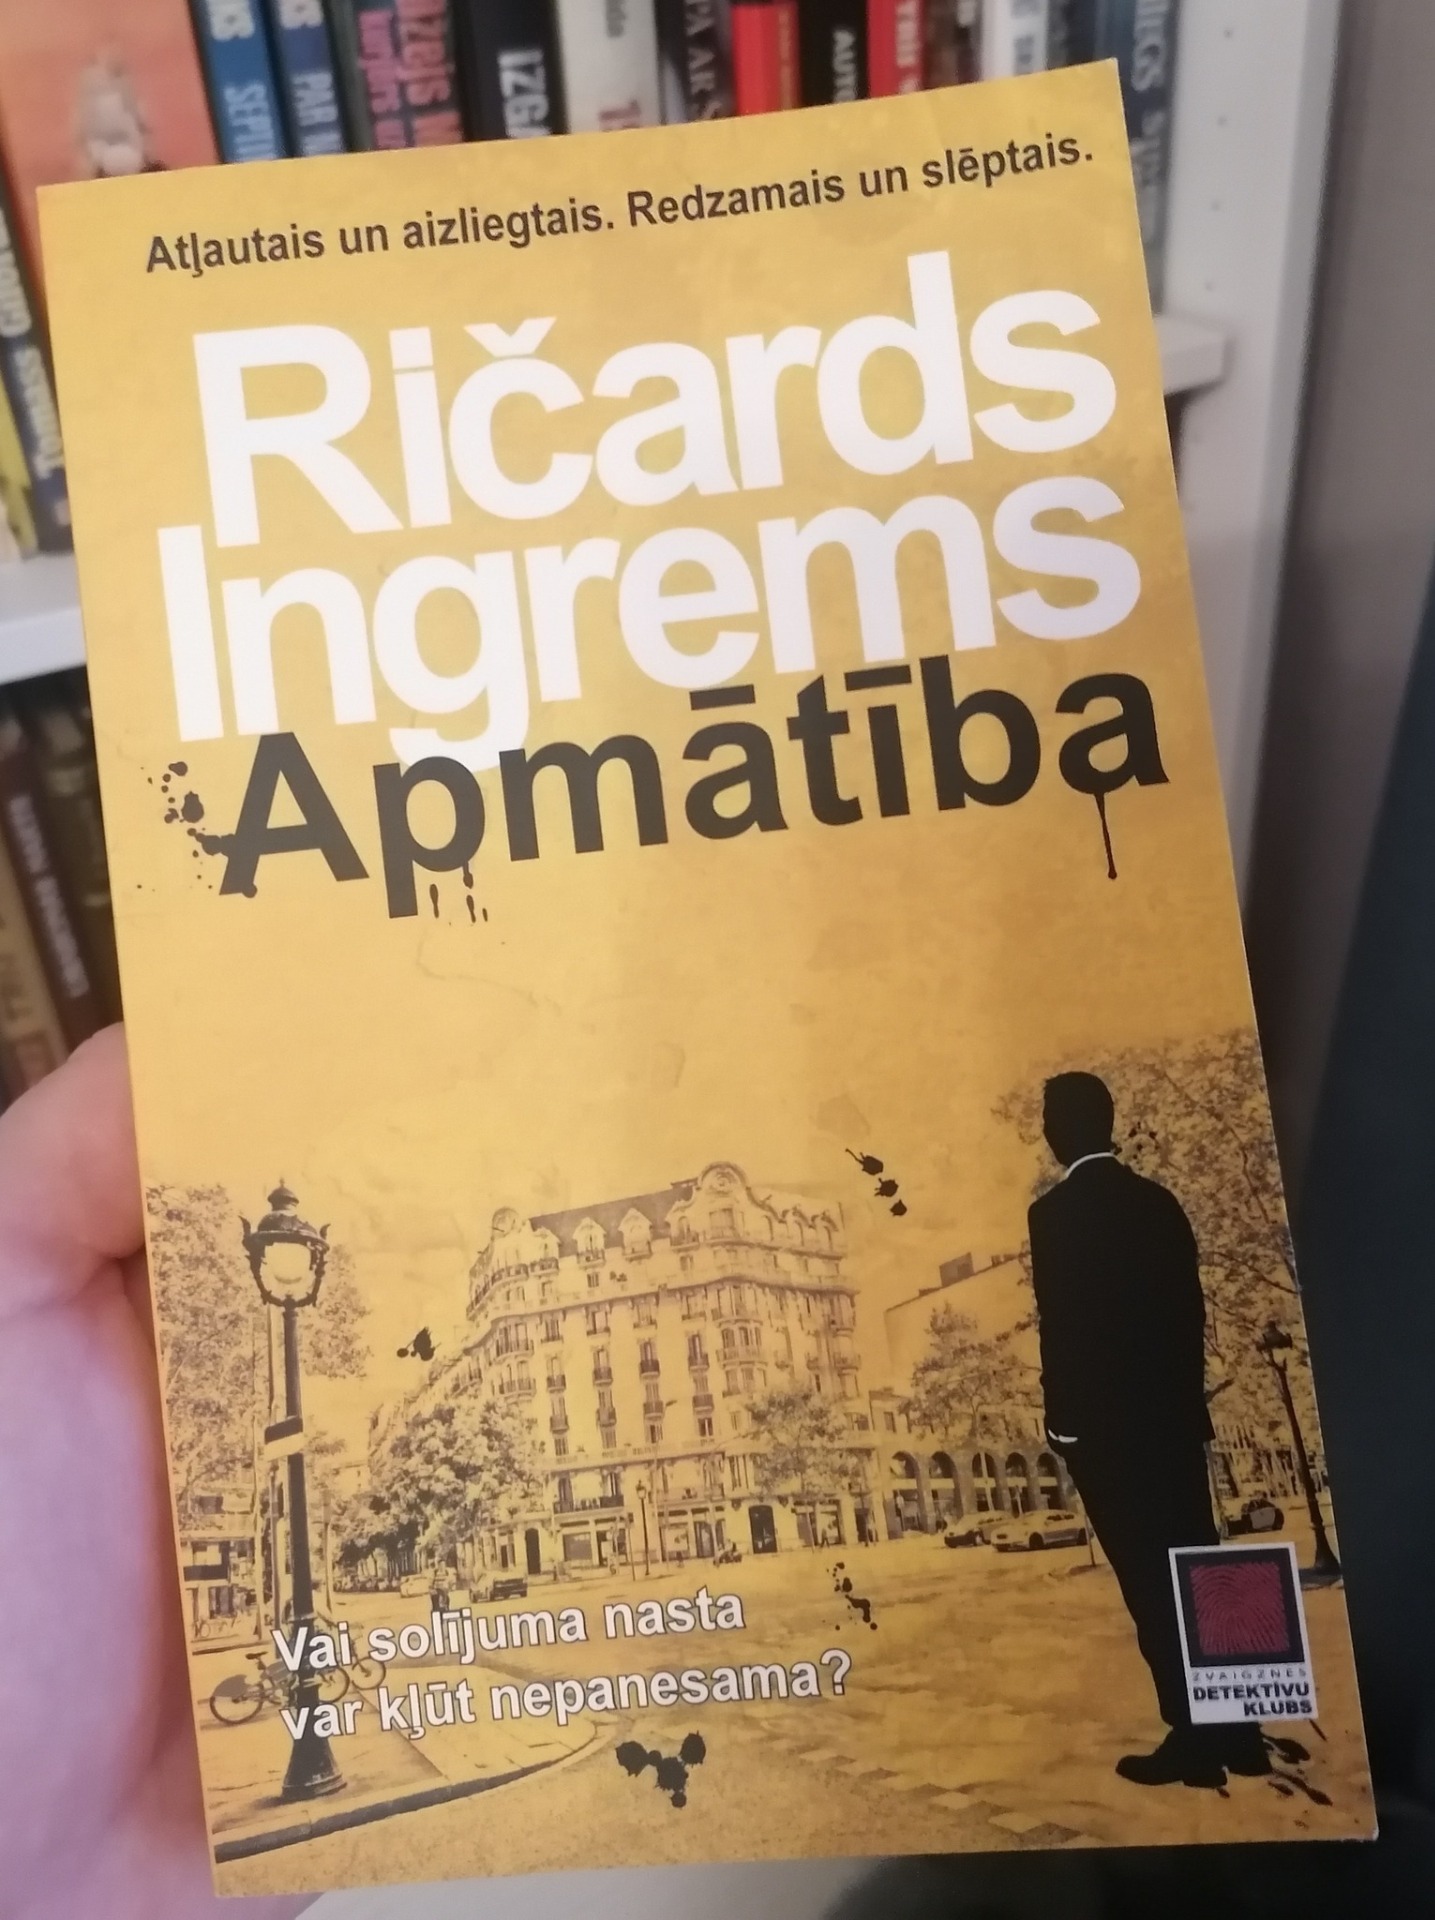 Atļautais un aizliegtais. Redzamais un slēptais.
Ričards
Ingrems
Apmātība
Vai solījuma nasta
var kļūt nepanesama?
ZVAIGZNES
DETEKTĪVU
KLUBS